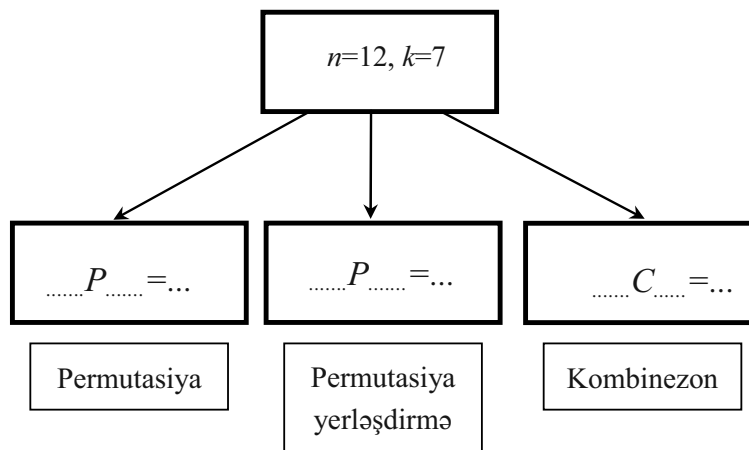 n=12, k=7
.......P....... =...
.......P....... =...
......C...... =...
Permutasiya
Permutasiya
yerləşdirmə
Kombinezon